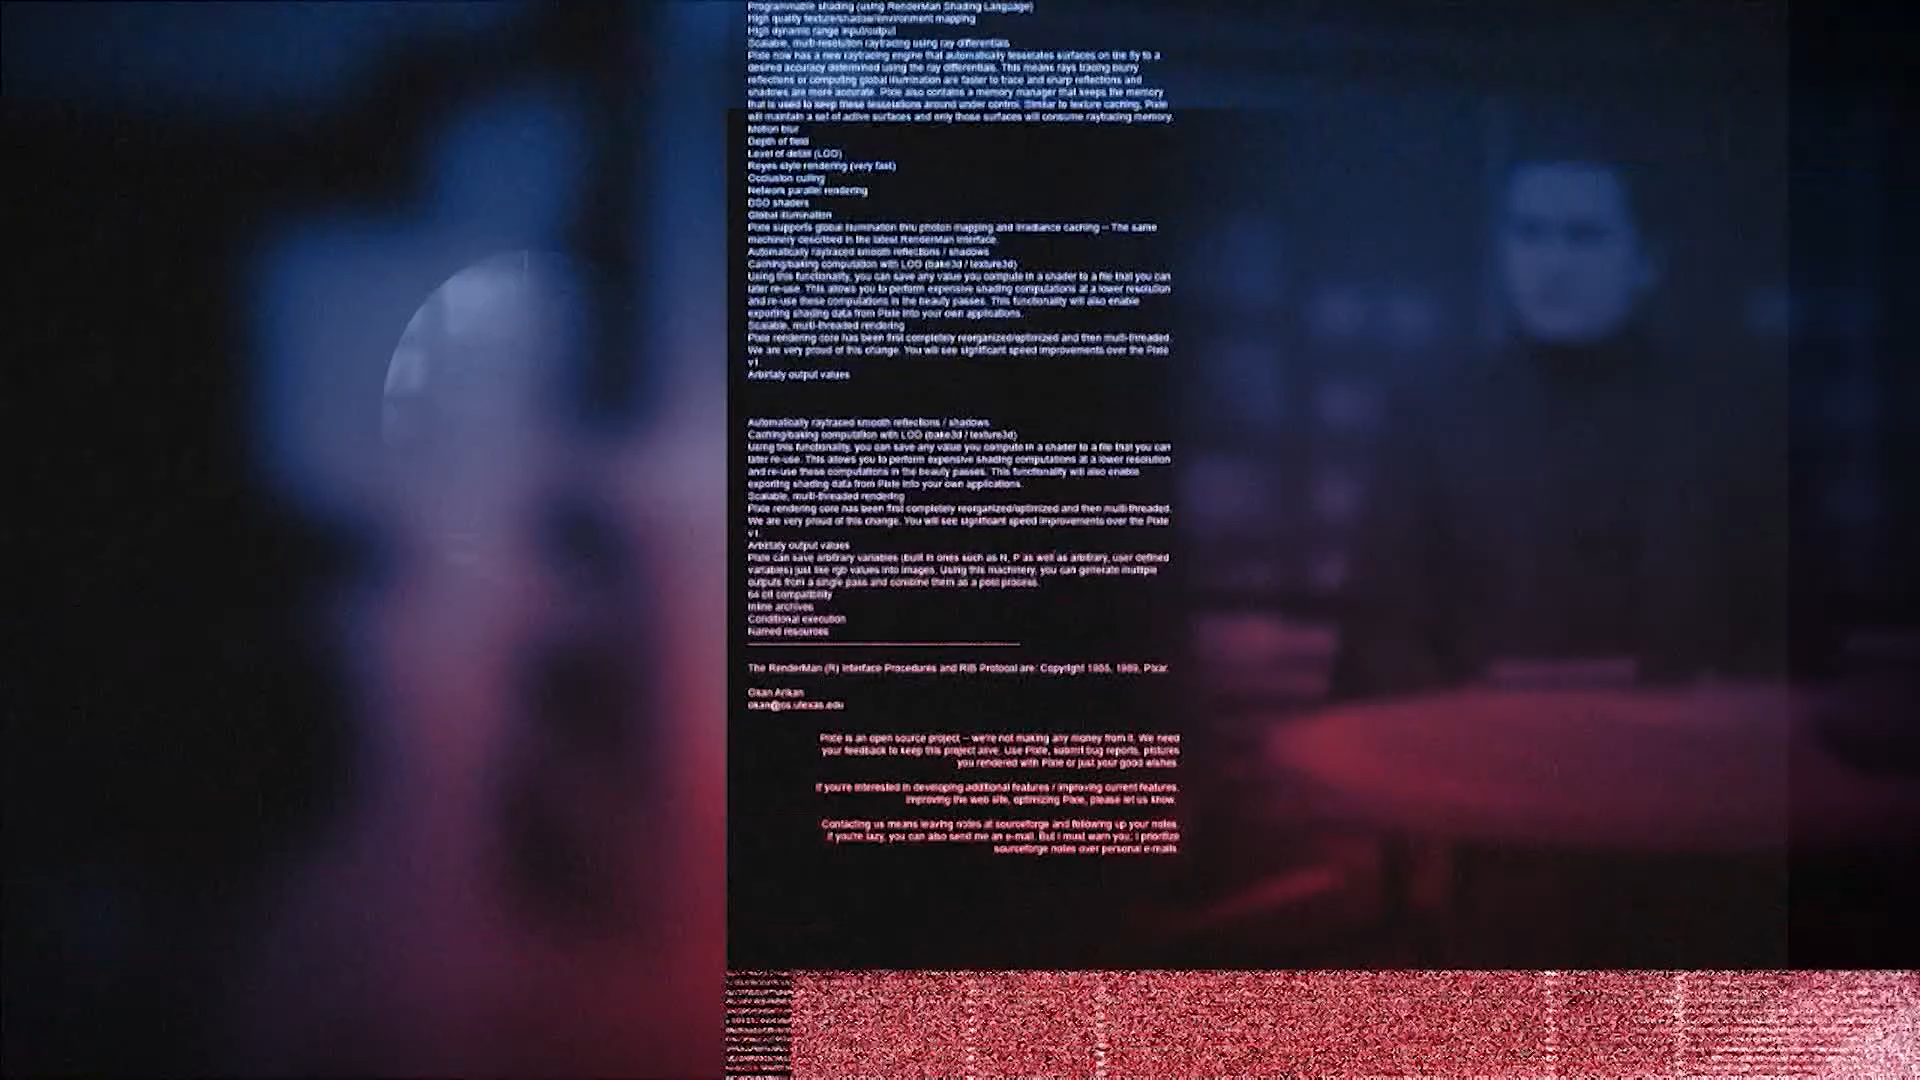 Programmable shading (using RenderMan Shading Language)
High quality texture/shadow/environment mapping
High dynamic range input/output
Scalable, multi-resolution raytracing using ray differentials
Pixie now has a new raytracing engine that automatically tessellates surfaces on the fly to a
desired accuracy determined using the ray differentials. This means rays tracing blurry
reflections or computing global illumination are faster to trace and sharp reflections and
shadows are more accurate. Pixie also contains a memory manager that keeps the memory
that is used to keep these tesselations around under control. Similar to texture caching, Pixie
will maintain a set of active surfaces and only those surfaces will consume raytracing memory.
Motion blur
Depth of field
Level of detail (LOD)
Reyes style rendering (very fast)
Occlusion culling
Network parallel rendering
DSO shaders
Global illumination
Pixie supports global illumination thru photon mapping and irradiance caching -- The same
machinery described in the latest RenderMan Interface.
Automatically raytraced smooth reflections / shadows
Caching/baking computation with LOD (bake3d / texture3d)
Using this functionality, you can save any value you compute in a shader to a file that you can
later re-use. This allows you to perform expensive shading computations at a lower resolution
and re-use these computations in the beauty passes. This functionality will also enable
exporting shading data from Pixie into your own applications.
Scalable, multi-threaded rendering
Pixie rendering core has been first completely reorganized/optimized and then multi-threaded.
We are very proud of this change. You will see significant speed improvements over the Pixie
v1.
Arbirtaly output values
Automatically raytraced smooth reflections / shadows
Caching/baking computation with LOD (bake3d / texture3d)
Using this functionality, you can save any value you compute in a shader to a file that you can
later re-use. This allows you to perform expensive shading computations at a lower resolution
and re-use these computations in the beauty passes. This functionality will also enable
exporting shading data from Pixie into your own applications.
Scalable, multi-threaded rendering
Pixie rendering core has been first completely reorganized/optimized and then multi-threaded.
We are very proud of this change. You will see significant speed improvements over the Pixie
v1.
Arbirtaly output values
Pixie can save arbitrary variables (built in ones such as N, P as well as arbitrary, user defined
variables) just like rgb values into images. Using this machinery, you can generate multiple
outputs from a single pass and combine them as a post process.
64 bit compatibility
Inline archives
Conditional execution
Named resources
The RenderMan (R) Interface Procedures and RIB Protocol are: Copyright 1988, 1989, Pixar.
Okan Arikan
okan@cs.utexas.edu
Pixie is an open source project -- we're not making any money from it. We need
your feedback to keep this project alive. Use Pixie, submit bug reports, pictures
you rendered with Pixie or just your good wishes.
If you're interested in developing additional features / improving current features,
improving the web site, optimizing Pixie, please let us know.
Contacting us means leaving notes at sourceforge and following up your notes.
If you're lazy, you can also send me an e-mail. But I must warn you: I prioritize
sourceforge notes over personal e-mails.